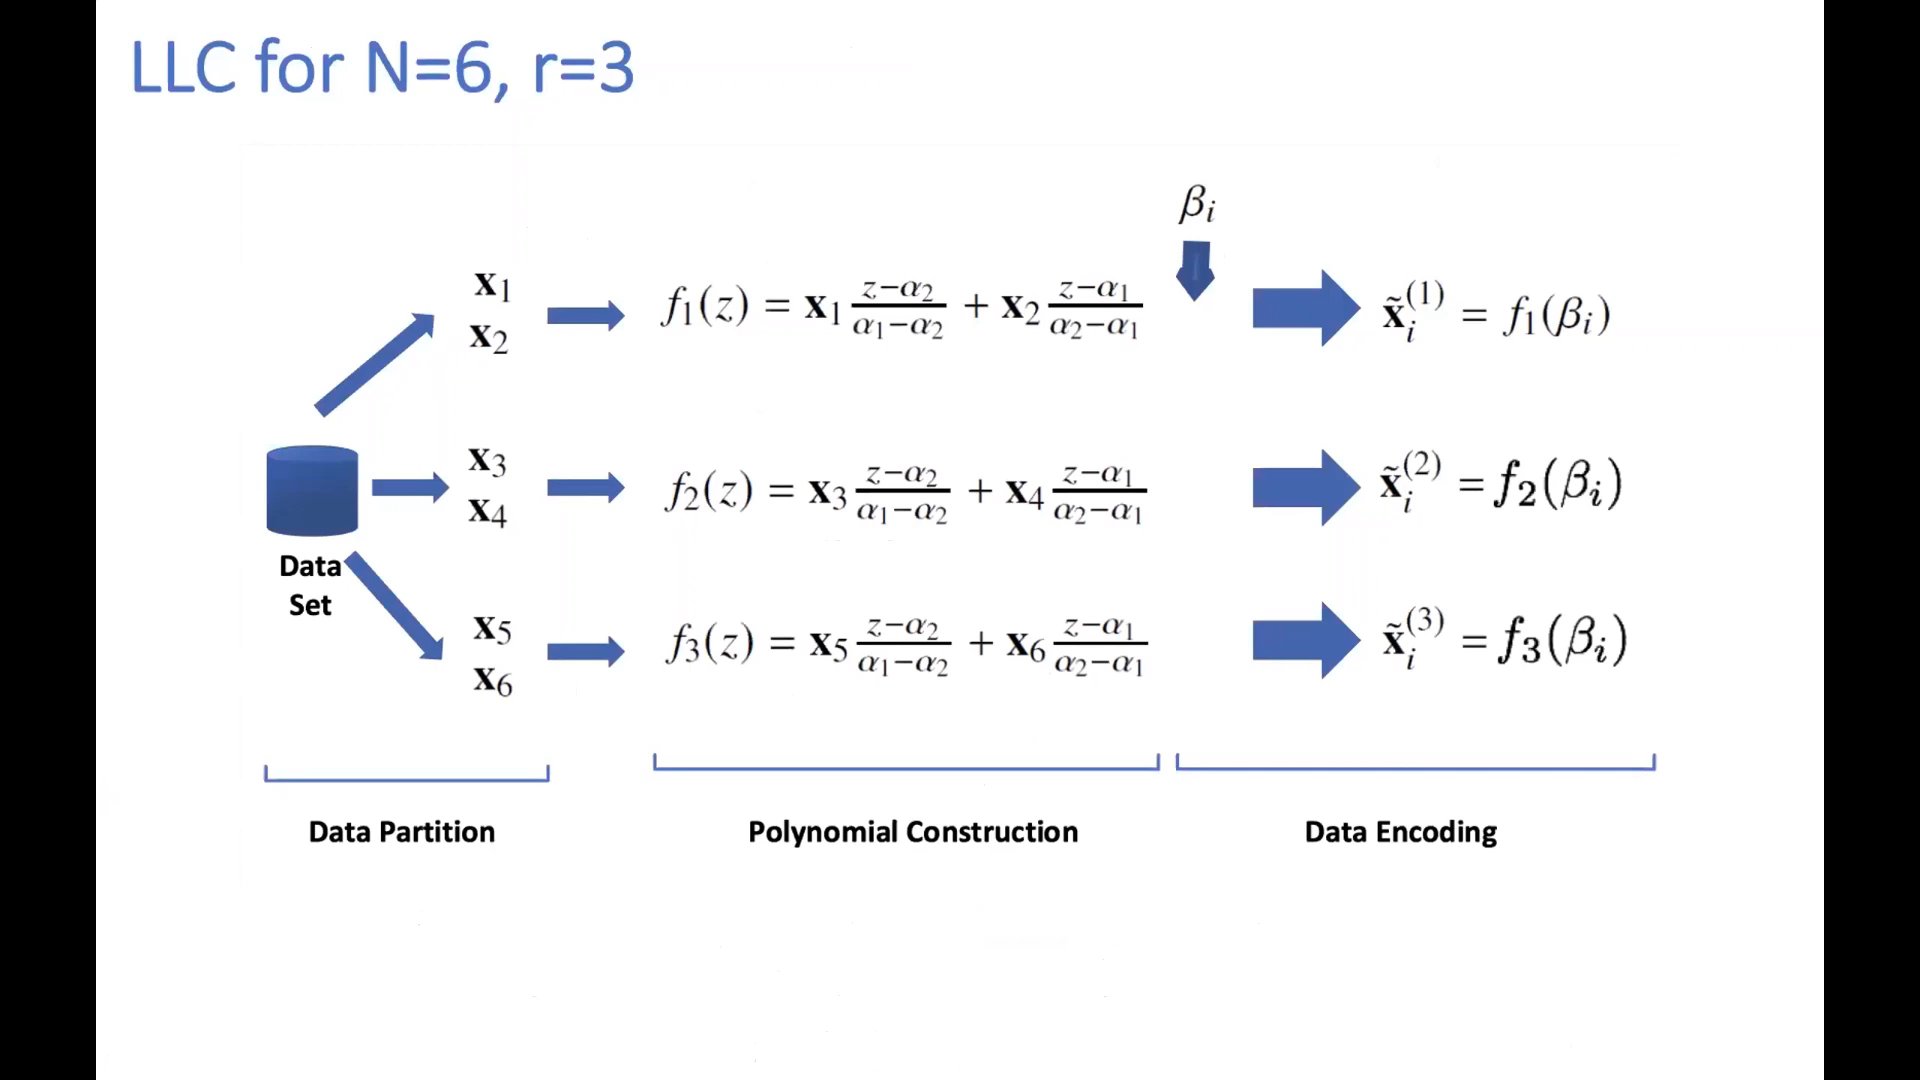 LLC for N=6, r=3
βᵢ
x₁
x₂
f₁(z) = x₁ (z−α₂)/(α₁−α₂) + x₂ (z−α₁)/(α₂−α₁)
x̃ᵢ⁽¹⁾ = f₁(βᵢ)
x₃
x₄
f₂(z) = x₃ (z−α₂)/(α₁−α₂) + x₄ (z−α₁)/(α₂−α₁)
x̃ᵢ⁽²⁾ = f₂(βᵢ)
Data
Set
x₅
x₆
f₃(z) = x₅ (z−α₂)/(α₁−α₂) + x₆ (z−α₁)/(α₂−α₁)
x̃ᵢ⁽³⁾ = f₃(βᵢ)
Data Partition
Polynomial Construction
Data Encoding